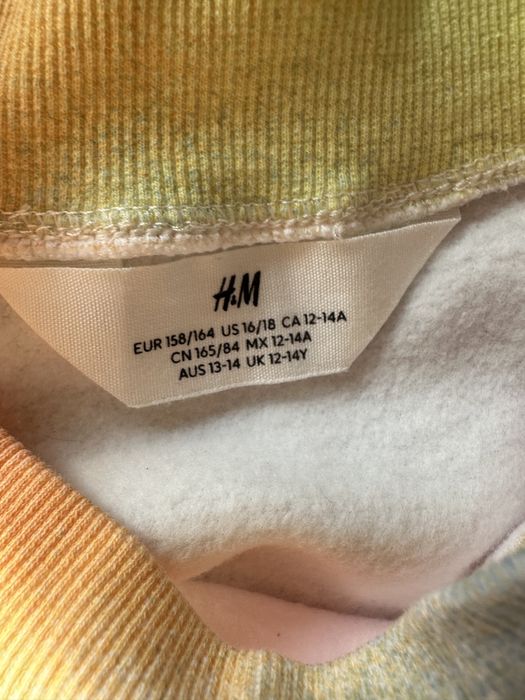 H&M
EUR 158/164 US 16/18 CA 12-14A
CN 165/84 MX 12-14A
AUS 13-14 UK 12-14Y